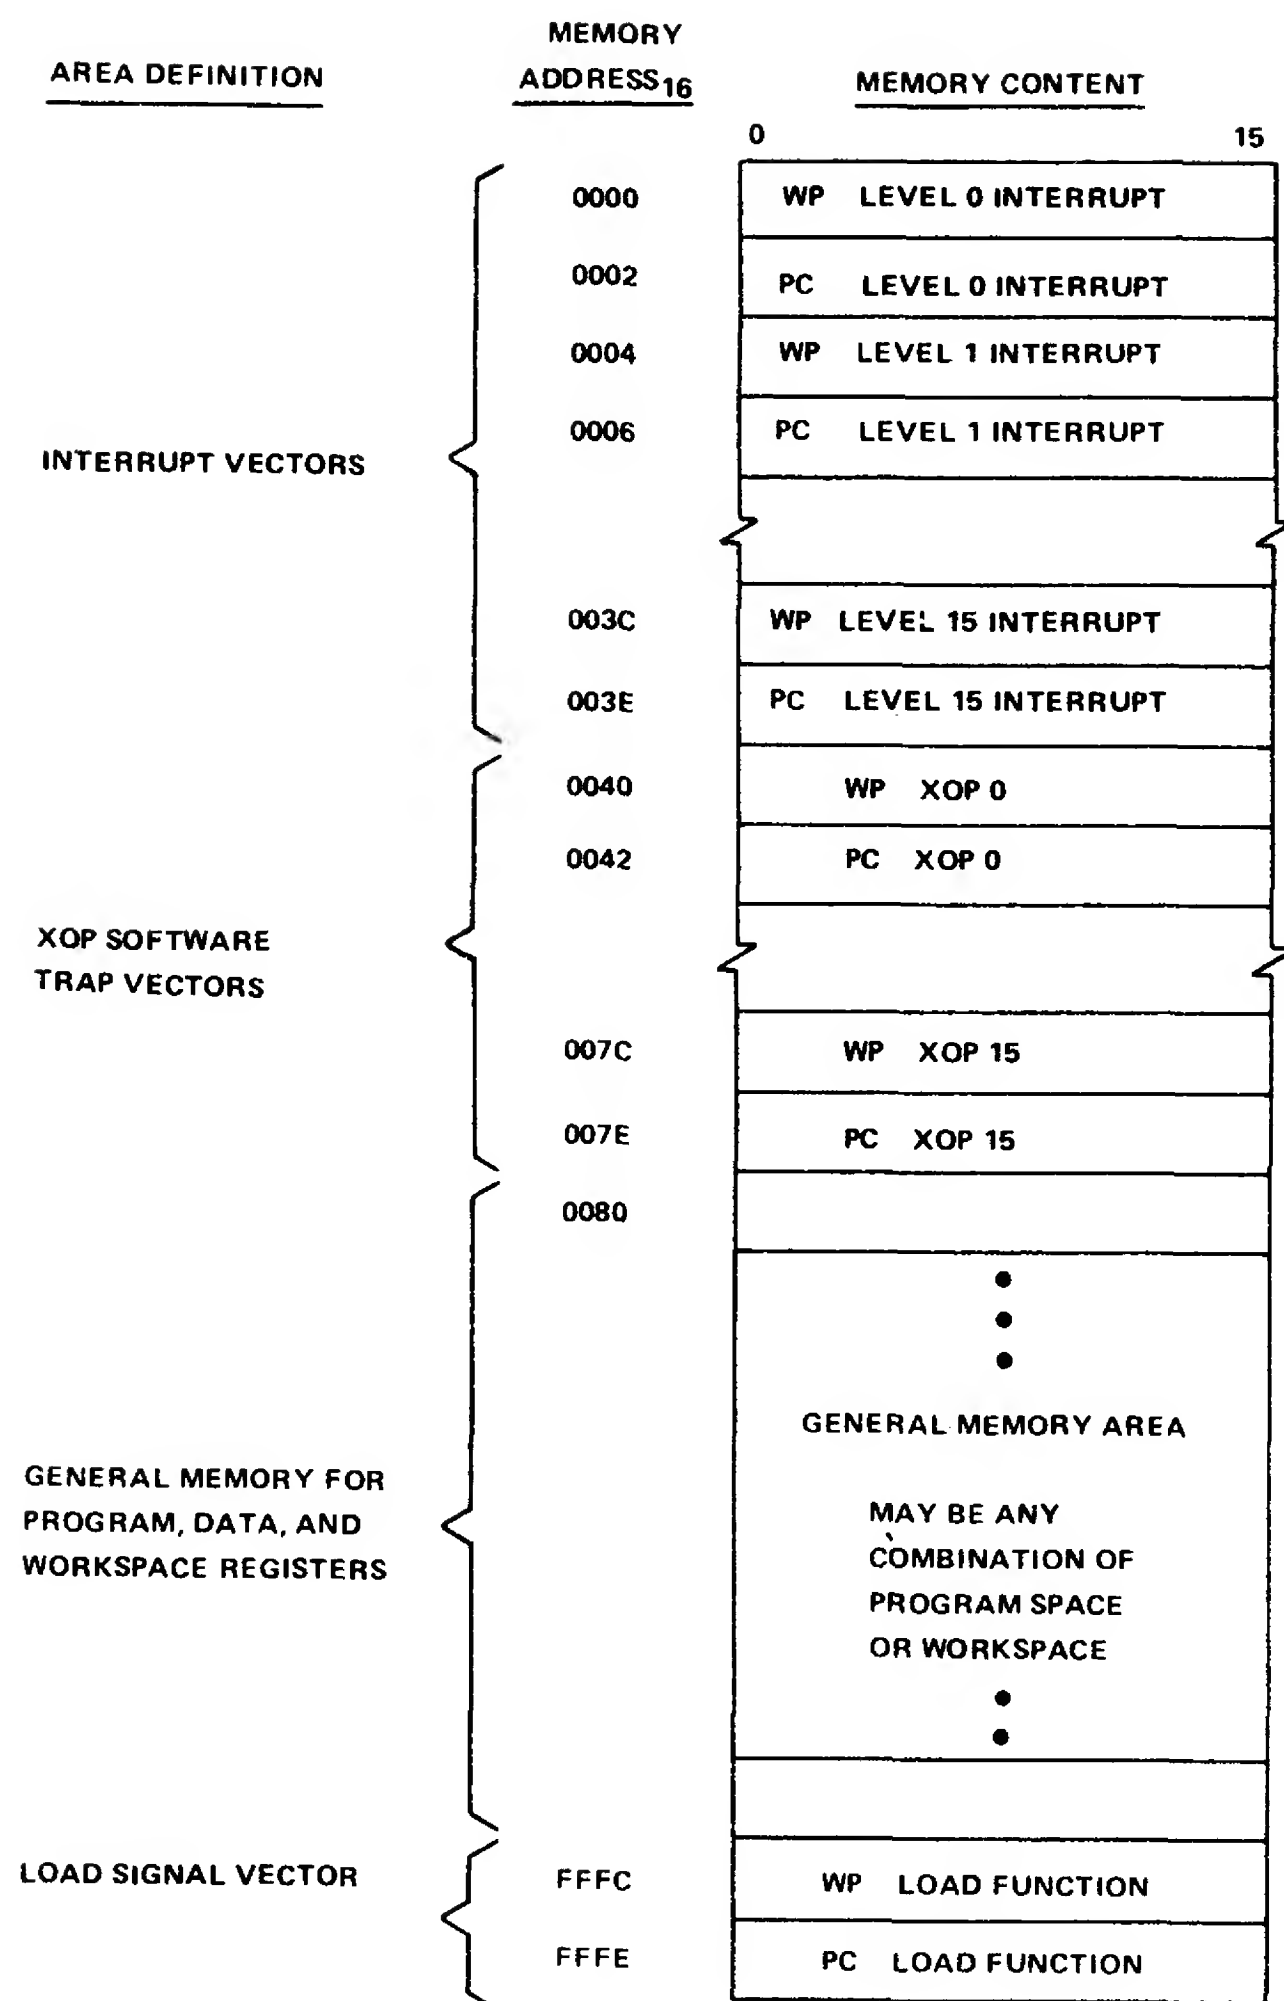 AREA DEFINITION
MEMORY
ADDRESS16
MEMORY CONTENT
0 15
0000 WP LEVEL 0 INTERRUPT
0002 PC LEVEL 0 INTERRUPT
0004 WP LEVEL 1 INTERRUPT
0006 PC LEVEL 1 INTERRUPT
INTERRUPT VECTORS
003C WP LEVEL 15 INTERRUPT
003E PC LEVEL 15 INTERRUPT
0040 WP XOP 0
0042 PC XOP 0
XOP SOFTWARE
TRAP VECTORS
007C WP XOP 15
007E PC XOP 15
0080
GENERAL MEMORY AREA
GENERAL MEMORY FOR
PROGRAM, DATA, AND
WORKSPACE REGISTERS
MAY BE ANY
COMBINATION OF
PROGRAM SPACE
OR WORKSPACE
LOAD SIGNAL VECTOR
FFFC WP LOAD FUNCTION
FFFE PC LOAD FUNCTION